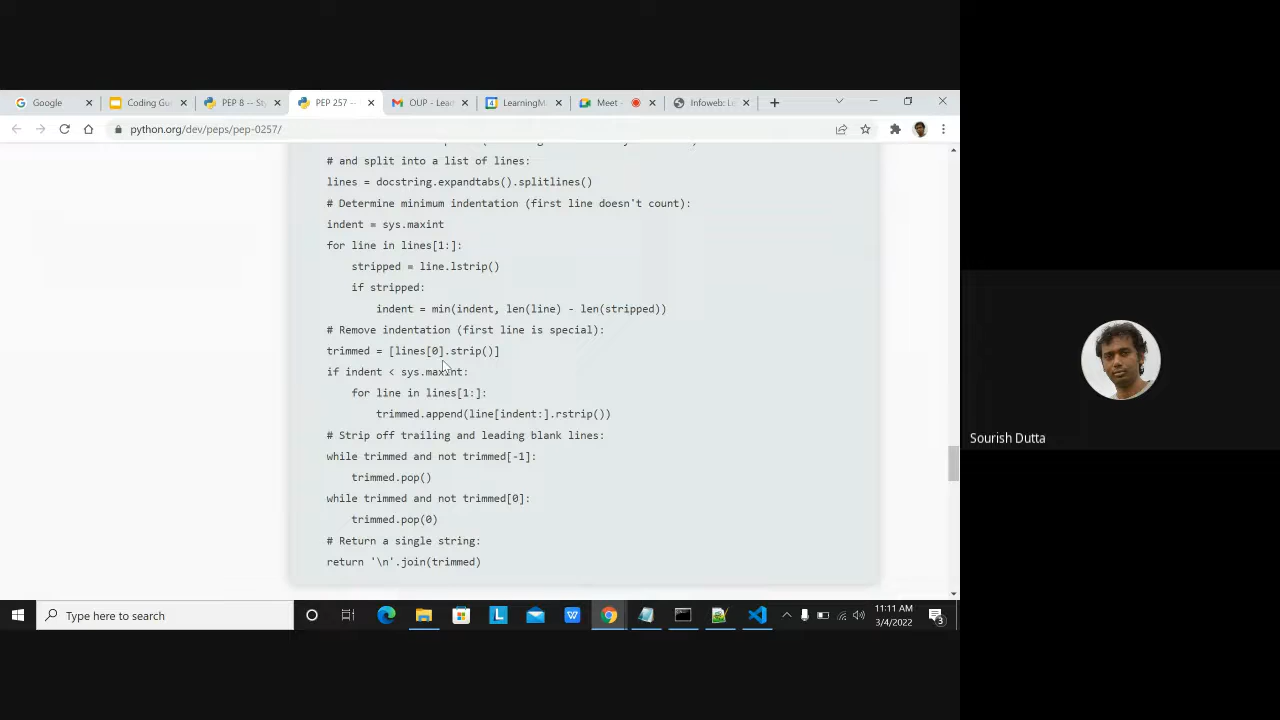 Google
Coding Gu
PEP 8 -- St
PEP 257 --
OUP - Lea
LearningM
Meet -
Infoweb: Le
python.org/dev/peps/pep-0257/
# and split into a list of lines:
lines = docstring.expandtabs().splitlines()
# Determine minimum indentation (first line doesn't count):
indent = sys.maxint
for line in lines[1:]:
stripped = line.lstrip()
if stripped:
indent = min(indent, len(line) - len(stripped))
# Remove indentation (first line is special):
trimmed = [lines[0].strip()]
if indent < sys.maxint:
for line in lines[1:]:
trimmed.append(line[indent:].rstrip())
# Strip off trailing and leading blank lines:
while trimmed and not trimmed[-1]:
trimmed.pop()
while trimmed and not trimmed[0]:
trimmed.pop(0)
# Return a single string:
return '\n'.join(trimmed)
Sourish Dutta
Type here to search
11:11 AM
3/4/2022
3